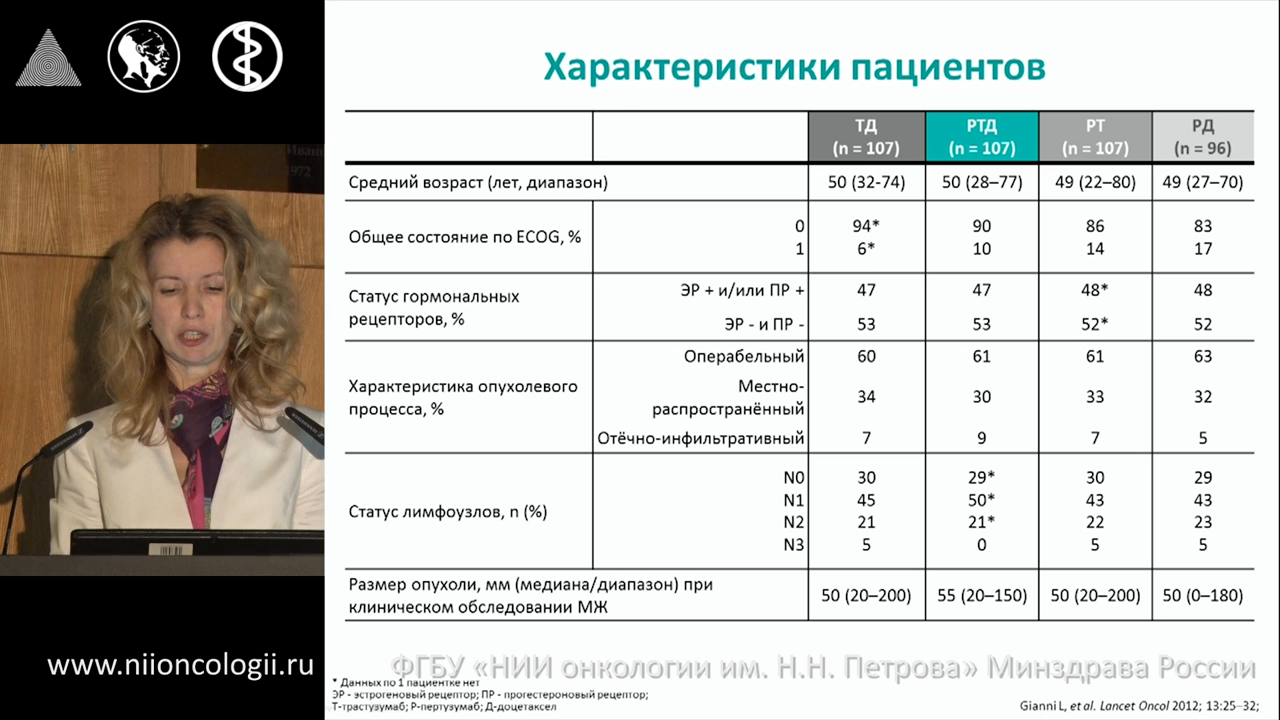 Характеристики пациентов
ТД РТД РТ РД
(n = 107) (n = 107) (n = 107) (n = 96)
Средний возраст (лет, диапазон) 50 (32-74) 50 (28–77) 49 (22–80) 49 (27–70)
Общее состояние по ECOG, %
0 94* 90 86 83
1 6* 10 14 17
Статус гормональных
рецепторов, %
ЭР + и/или ПР + 47 47 48* 48
ЭР - и ПР - 53 53 52* 52
Характеристика опухолевого
процесса, %
Операбельный 60 61 61 63
Местно-
распространённый 34 30 33 32
Отёчно-инфильтративный 7 9 7 5
Статус лимфоузлов, n (%)
N0 30 29* 30 29
N1 45 50* 43 43
N2 21 21* 22 23
N3 5 0 5 5
Размер опухоли, мм (медиана/диапазон) при
клиническом обследовании МЖ 50 (20–200) 55 (20–150) 50 (20–200) 50 (0–180)
www.niioncologii.ru
ФГБУ «НИИ онкологии им. Н.Н. Петрова» Минздрава России
* Данных по 1 пациентке нет
ЭР - эстрогеновый рецептор; ПР - прогестероновый рецептор;
Т-трастузумаб; Р-пертузумаб; Д-доцетаксел
Gianni L, et al. Lancet Oncol 2012; 13:25–32;